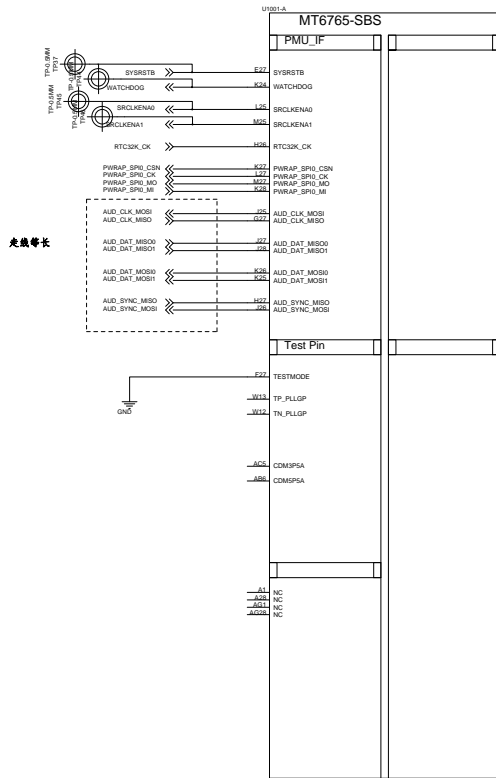 U1001-A
MT6765-SBS
PMU_IF
TP-0.5MM
TP37
SYSRSTB E27 SYSRSTB
WATCHDOG K24 WATCHDOG
TP-0.5MM
TP45
SRCLKENA0 L25 SRCLKENA0
SRCLKENA1 M25 SRCLKENA1
RTC32K_CK H26 RTC32K_CK
PWRAP_SPI0_CSN K27 PWRAP_SPI0_CSN
PWRAP_SPI0_CK L27 PWRAP_SPI0_CK
PWRAP_SPI0_MO M27 PWRAP_SPI0_MO
PWRAP_SPI0_MI K28 PWRAP_SPI0_MI
AUD_CLK_MOSI J25 AUD_CLK_MOSI
AUD_CLK_MISO G27 AUD_CLK_MISO
走线等长
AUD_DAT_MISO0 J27 AUD_DAT_MISO0
AUD_DAT_MISO1 J28 AUD_DAT_MISO1
AUD_DAT_MOSI0 K26 AUD_DAT_MOSI0
AUD_DAT_MOSI1 K25 AUD_DAT_MOSI1
AUD_SYNC_MISO H27 AUD_SYNC_MISO
AUD_SYNC_MOSI J26 AUD_SYNC_MOSI
Test Pin
F27 TESTMODE
GND
W13 TP_PLLGP
W12 TN_PLLGP
AC5 CDM3P5A
AB6 CDM5P5A
A1 NC
A28 NC
AG1 NC
AG28 NC